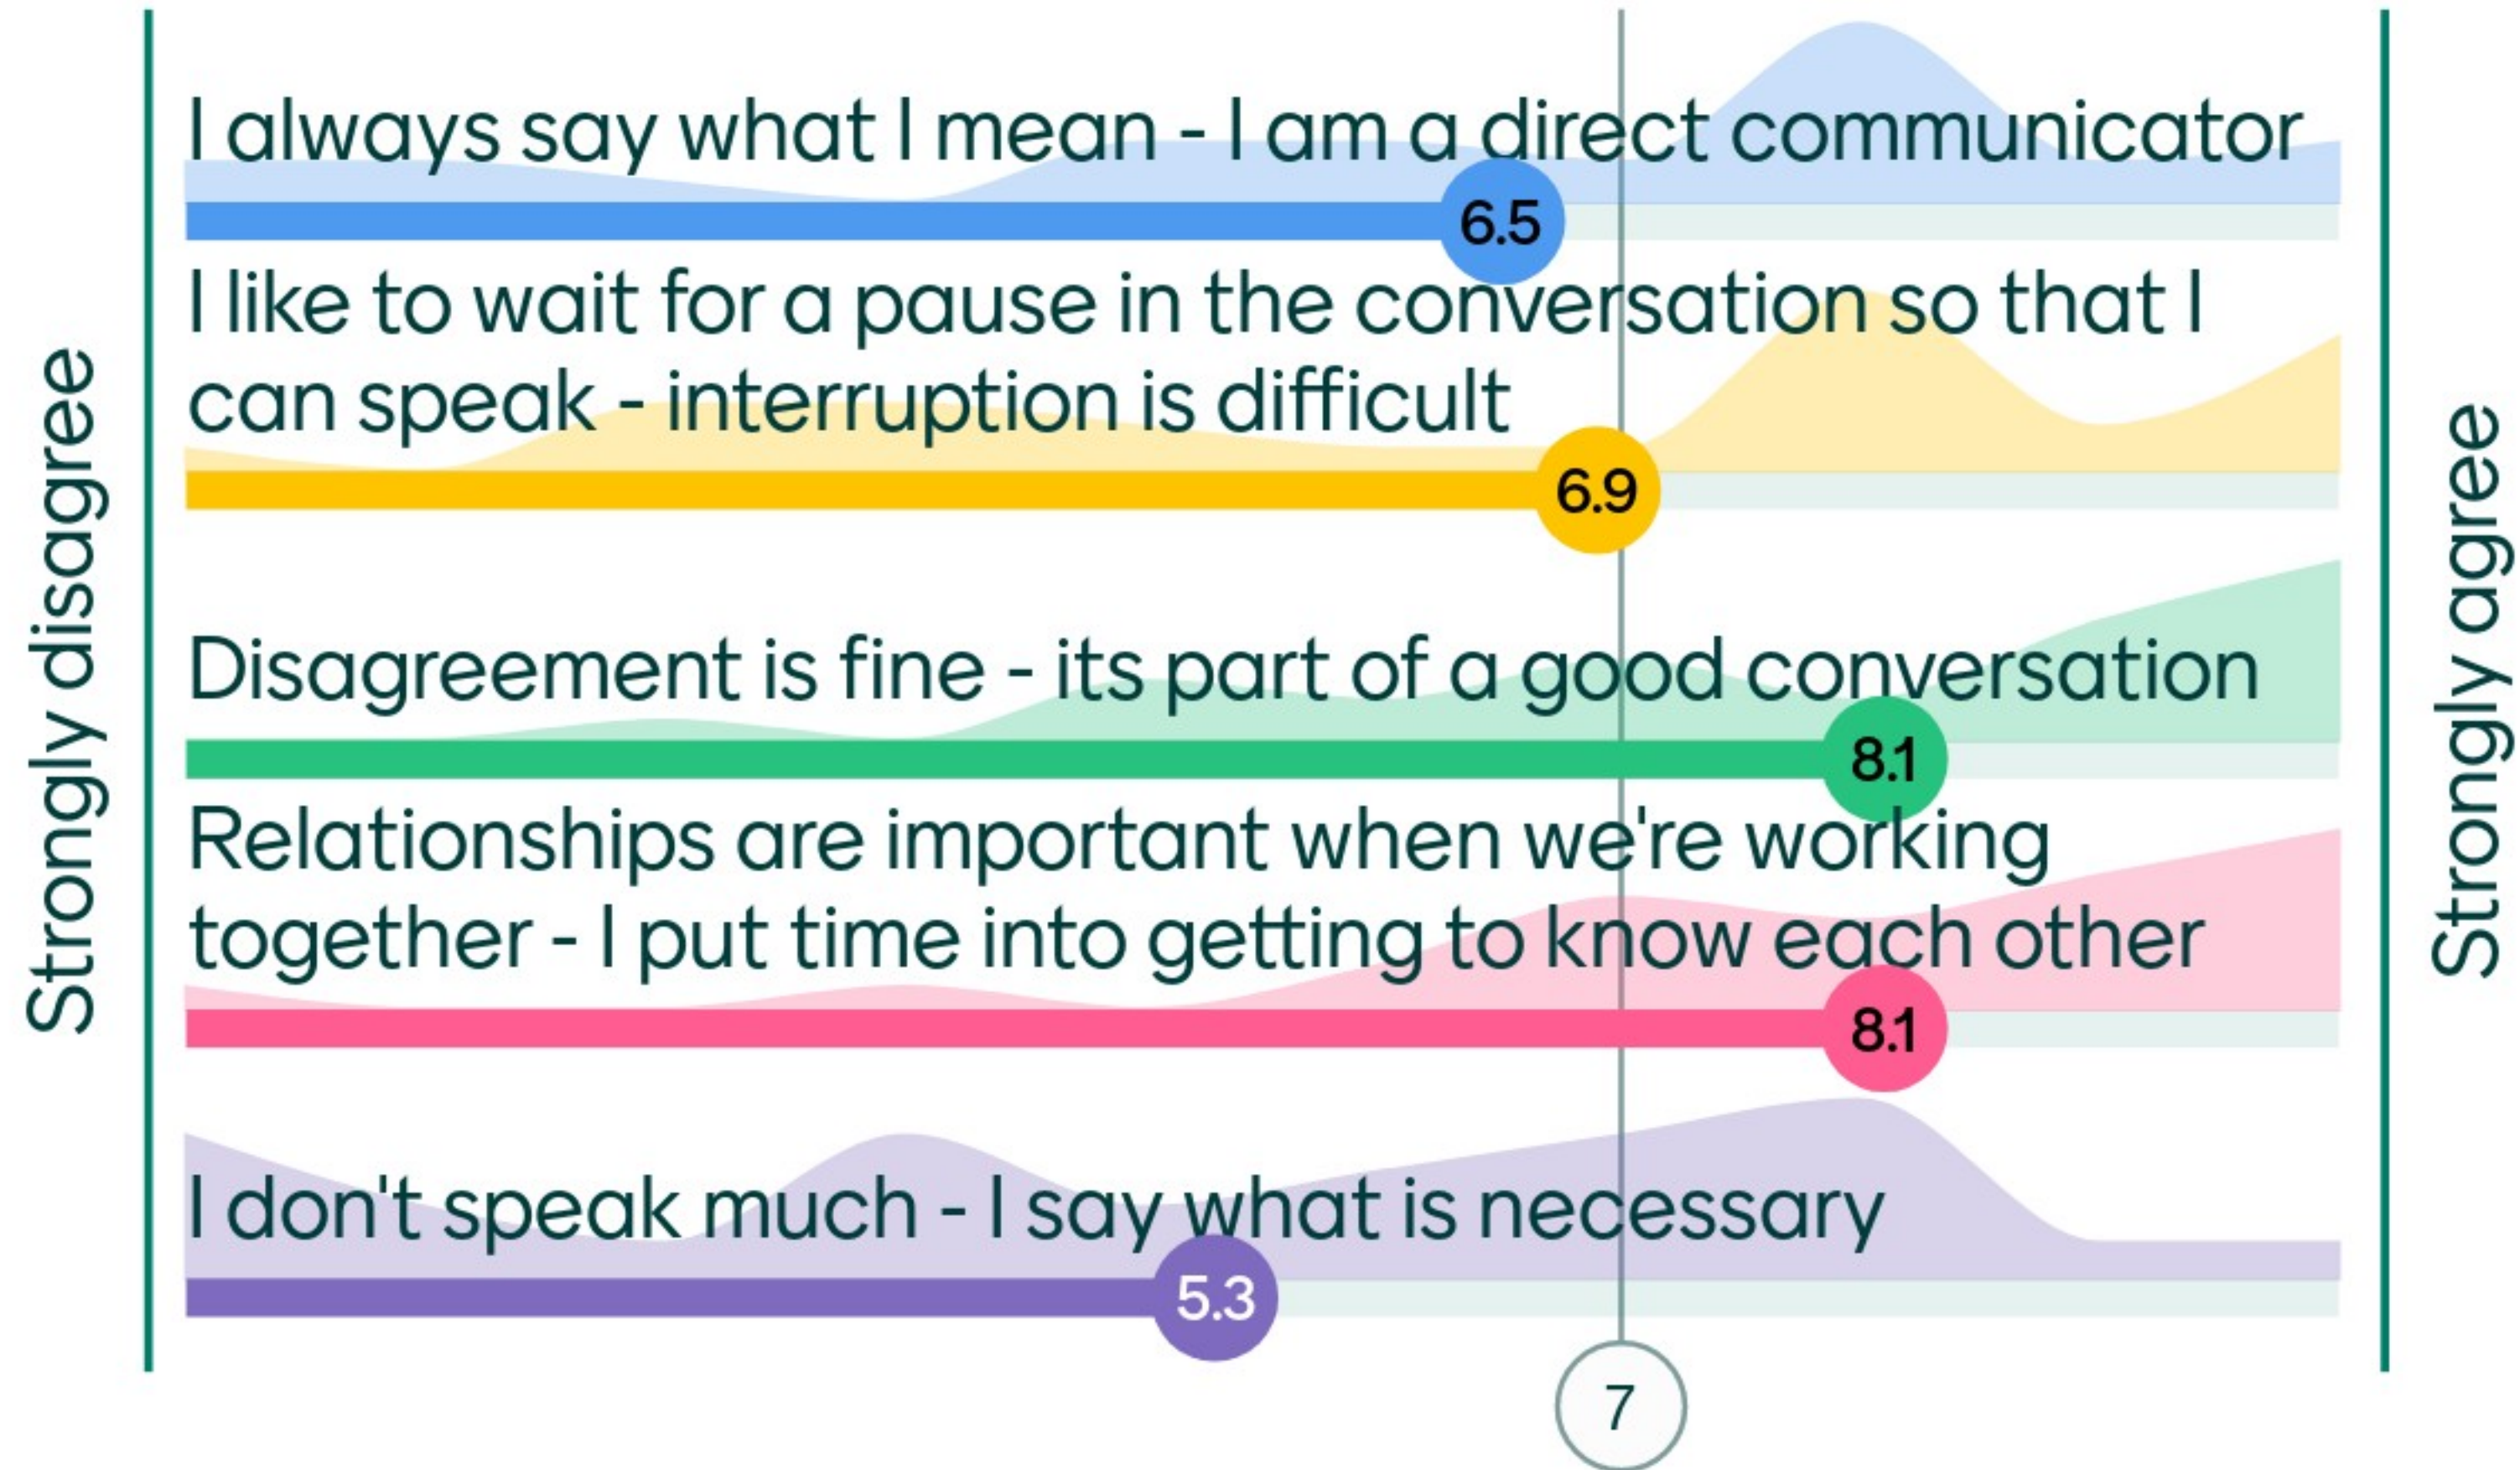 I always say what I mean - I am a direct communicator
6.5
I like to wait for a pause in the conversation so that I
can speak - interruption is difficult
6.9
Disagreement is fine - its part of a good conversation
8.1
Relationships are important when we're working
together - I put time into getting to know each other
8.1
I don't speak much - I say what is necessary
5.3
7
Strongly disagree
Strongly agree